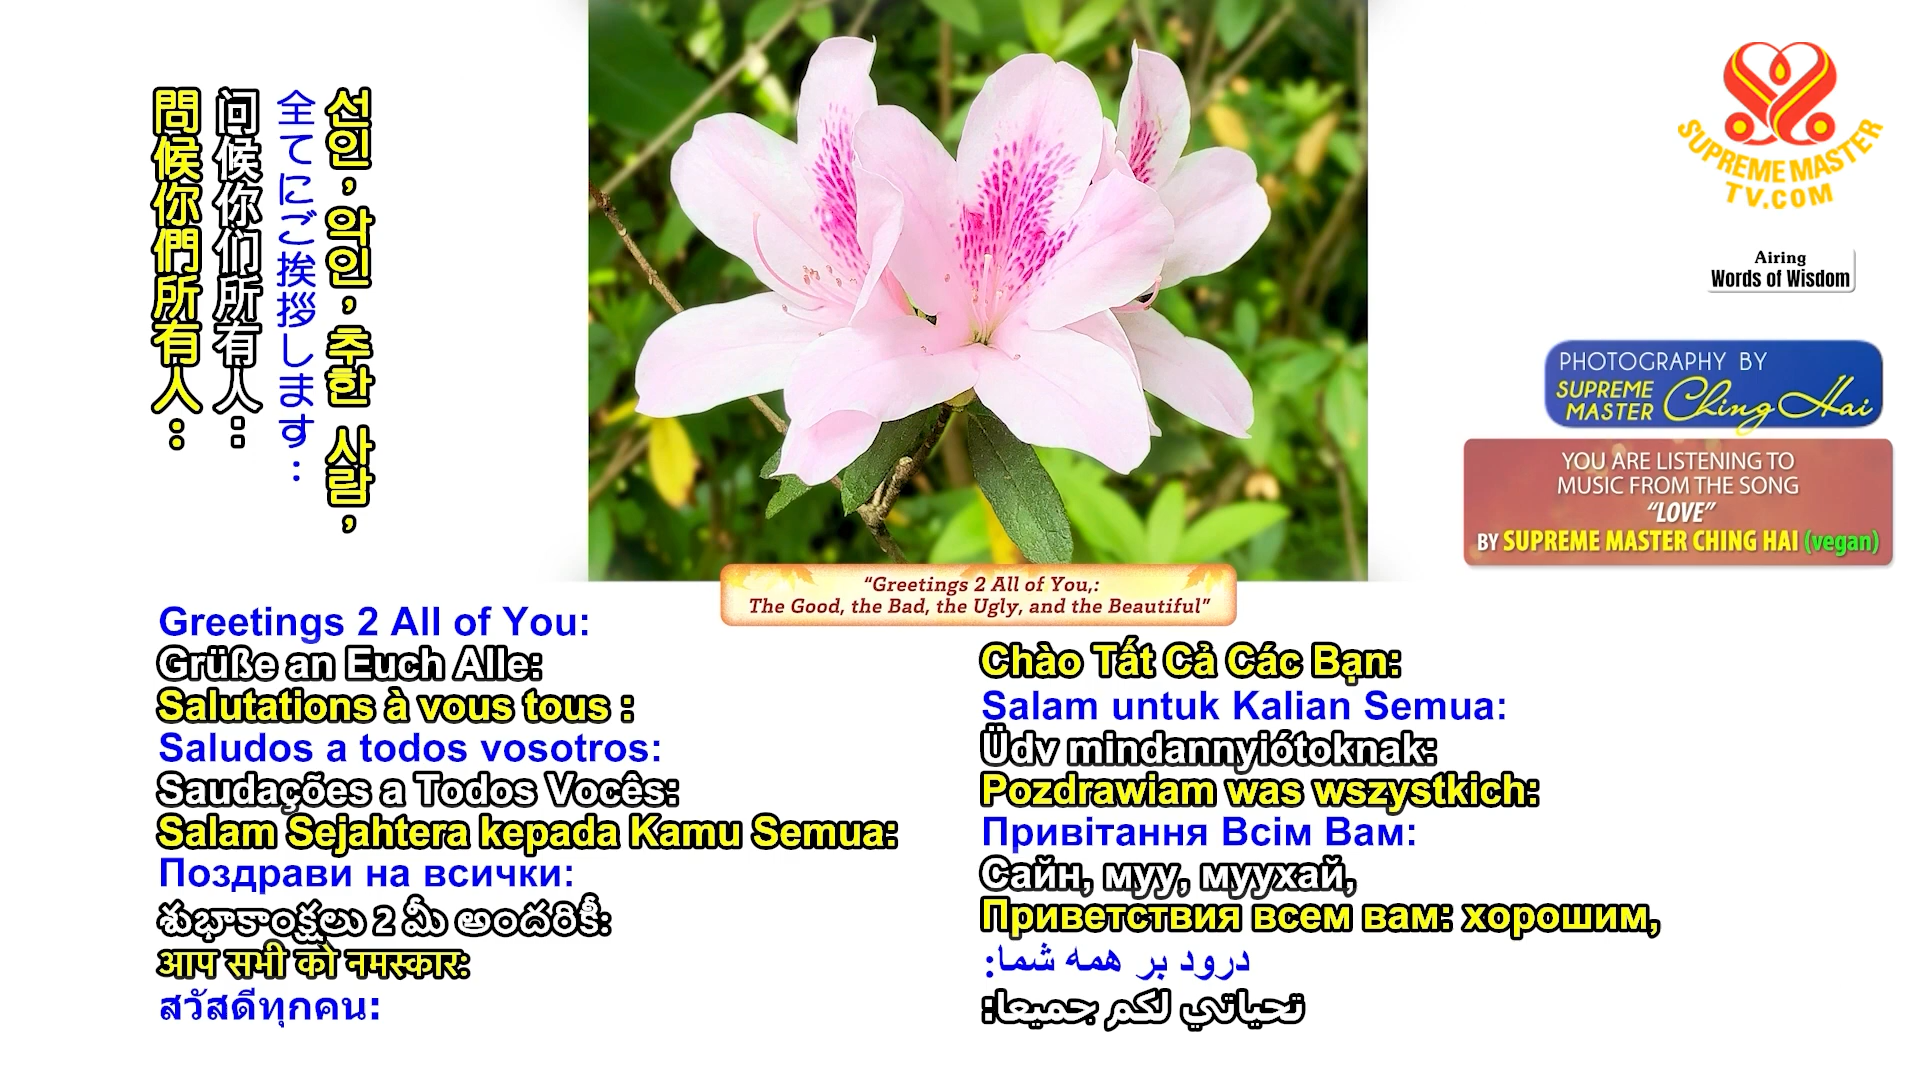 問候你們所有人：
问候你们所有人：
全てにご挨拶します：
선인, 악인, 추한 사람,
SUPREME MASTER
TV.COM
Airing
Words of Wisdom
PHOTOGRAPHY BY
SUPREME
MASTER Ching Hai
YOU ARE LISTENING TO
MUSIC FROM THE SONG
“LOVE”
BY SUPREME MASTER CHING HAI (vegan)
“Greetings 2 All of You,:
The Good, the Bad, the Ugly, and the Beautiful”
Greetings 2 All of You:
Grüße an Euch Alle:
Salutations à vous tous :
Saludos a todos vosotros:
Saudações a Todos Vocês:
Salam Sejahtera kepada Kamu Semua:
Поздрави на всички:
శుభాకాంక్షలు 2 మీ అందరికీ:
आप सभी को नमस्कार:
สวัสดีทุกคน:
Chào Tất Cả Các Bạn:
Salam untuk Kalian Semua:
Üdv mindannyiótoknak:
Pozdrawiam was wszystkich:
Привітання Всім Вам:
Сайн, муу, муухай,
Приветствия всем вам: хорошим,
درود بر همه شما:
تحياتي لكم جميعا: